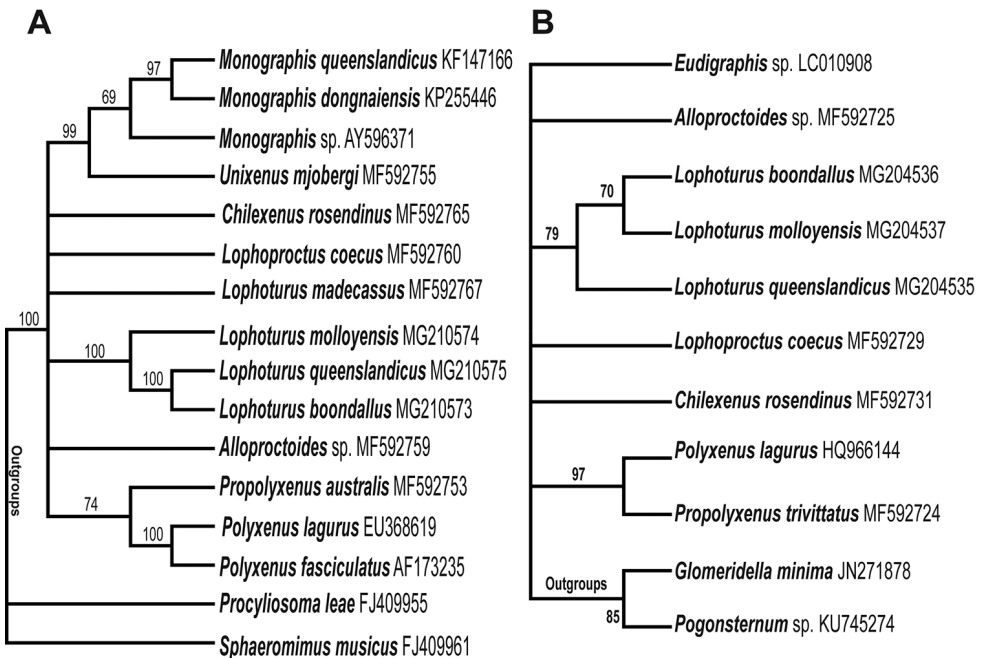 A
97
Monographis queenslandicus KF147166
Monographis dongnaiensis KP255446
69
Monographis sp. AY596371
99
Unixenus mjobergi MF592755
Chilexenus rosendinus MF592765
Lophoproctus coecus MF592760
Lophoturus madecassus MF592767
100
Lophoturus molloyensis MG210574
100
100
Lophoturus queenslandicus MG210575
Lophoturus boondallus MG210573
Alloproctoides sp. MF592759
Outgroups
74
Propolyxenus australis MF592753
100
Polyxenus lagurus EU368619
Polyxenus fasciculatus AF173235
Procyliosoma leae FJ409955
Sphaeromimus musicus FJ409961
B
Eudigraphis sp. LC010908
Alloproctoides sp. MF592725
70
Lophoturus boondallus MG204536
79
Lophoturus molloyensis MG204537
Lophoturus queenslandicus MG204535
Lophoproctus coecus MF592729
Chilexenus rosendinus MF592731
97
Polyxenus lagurus HQ966144
Propolyxenus trivittatus MF592724
Outgroups
85
Glomeridella minima JN271878
Pogonsternum sp. KU745274